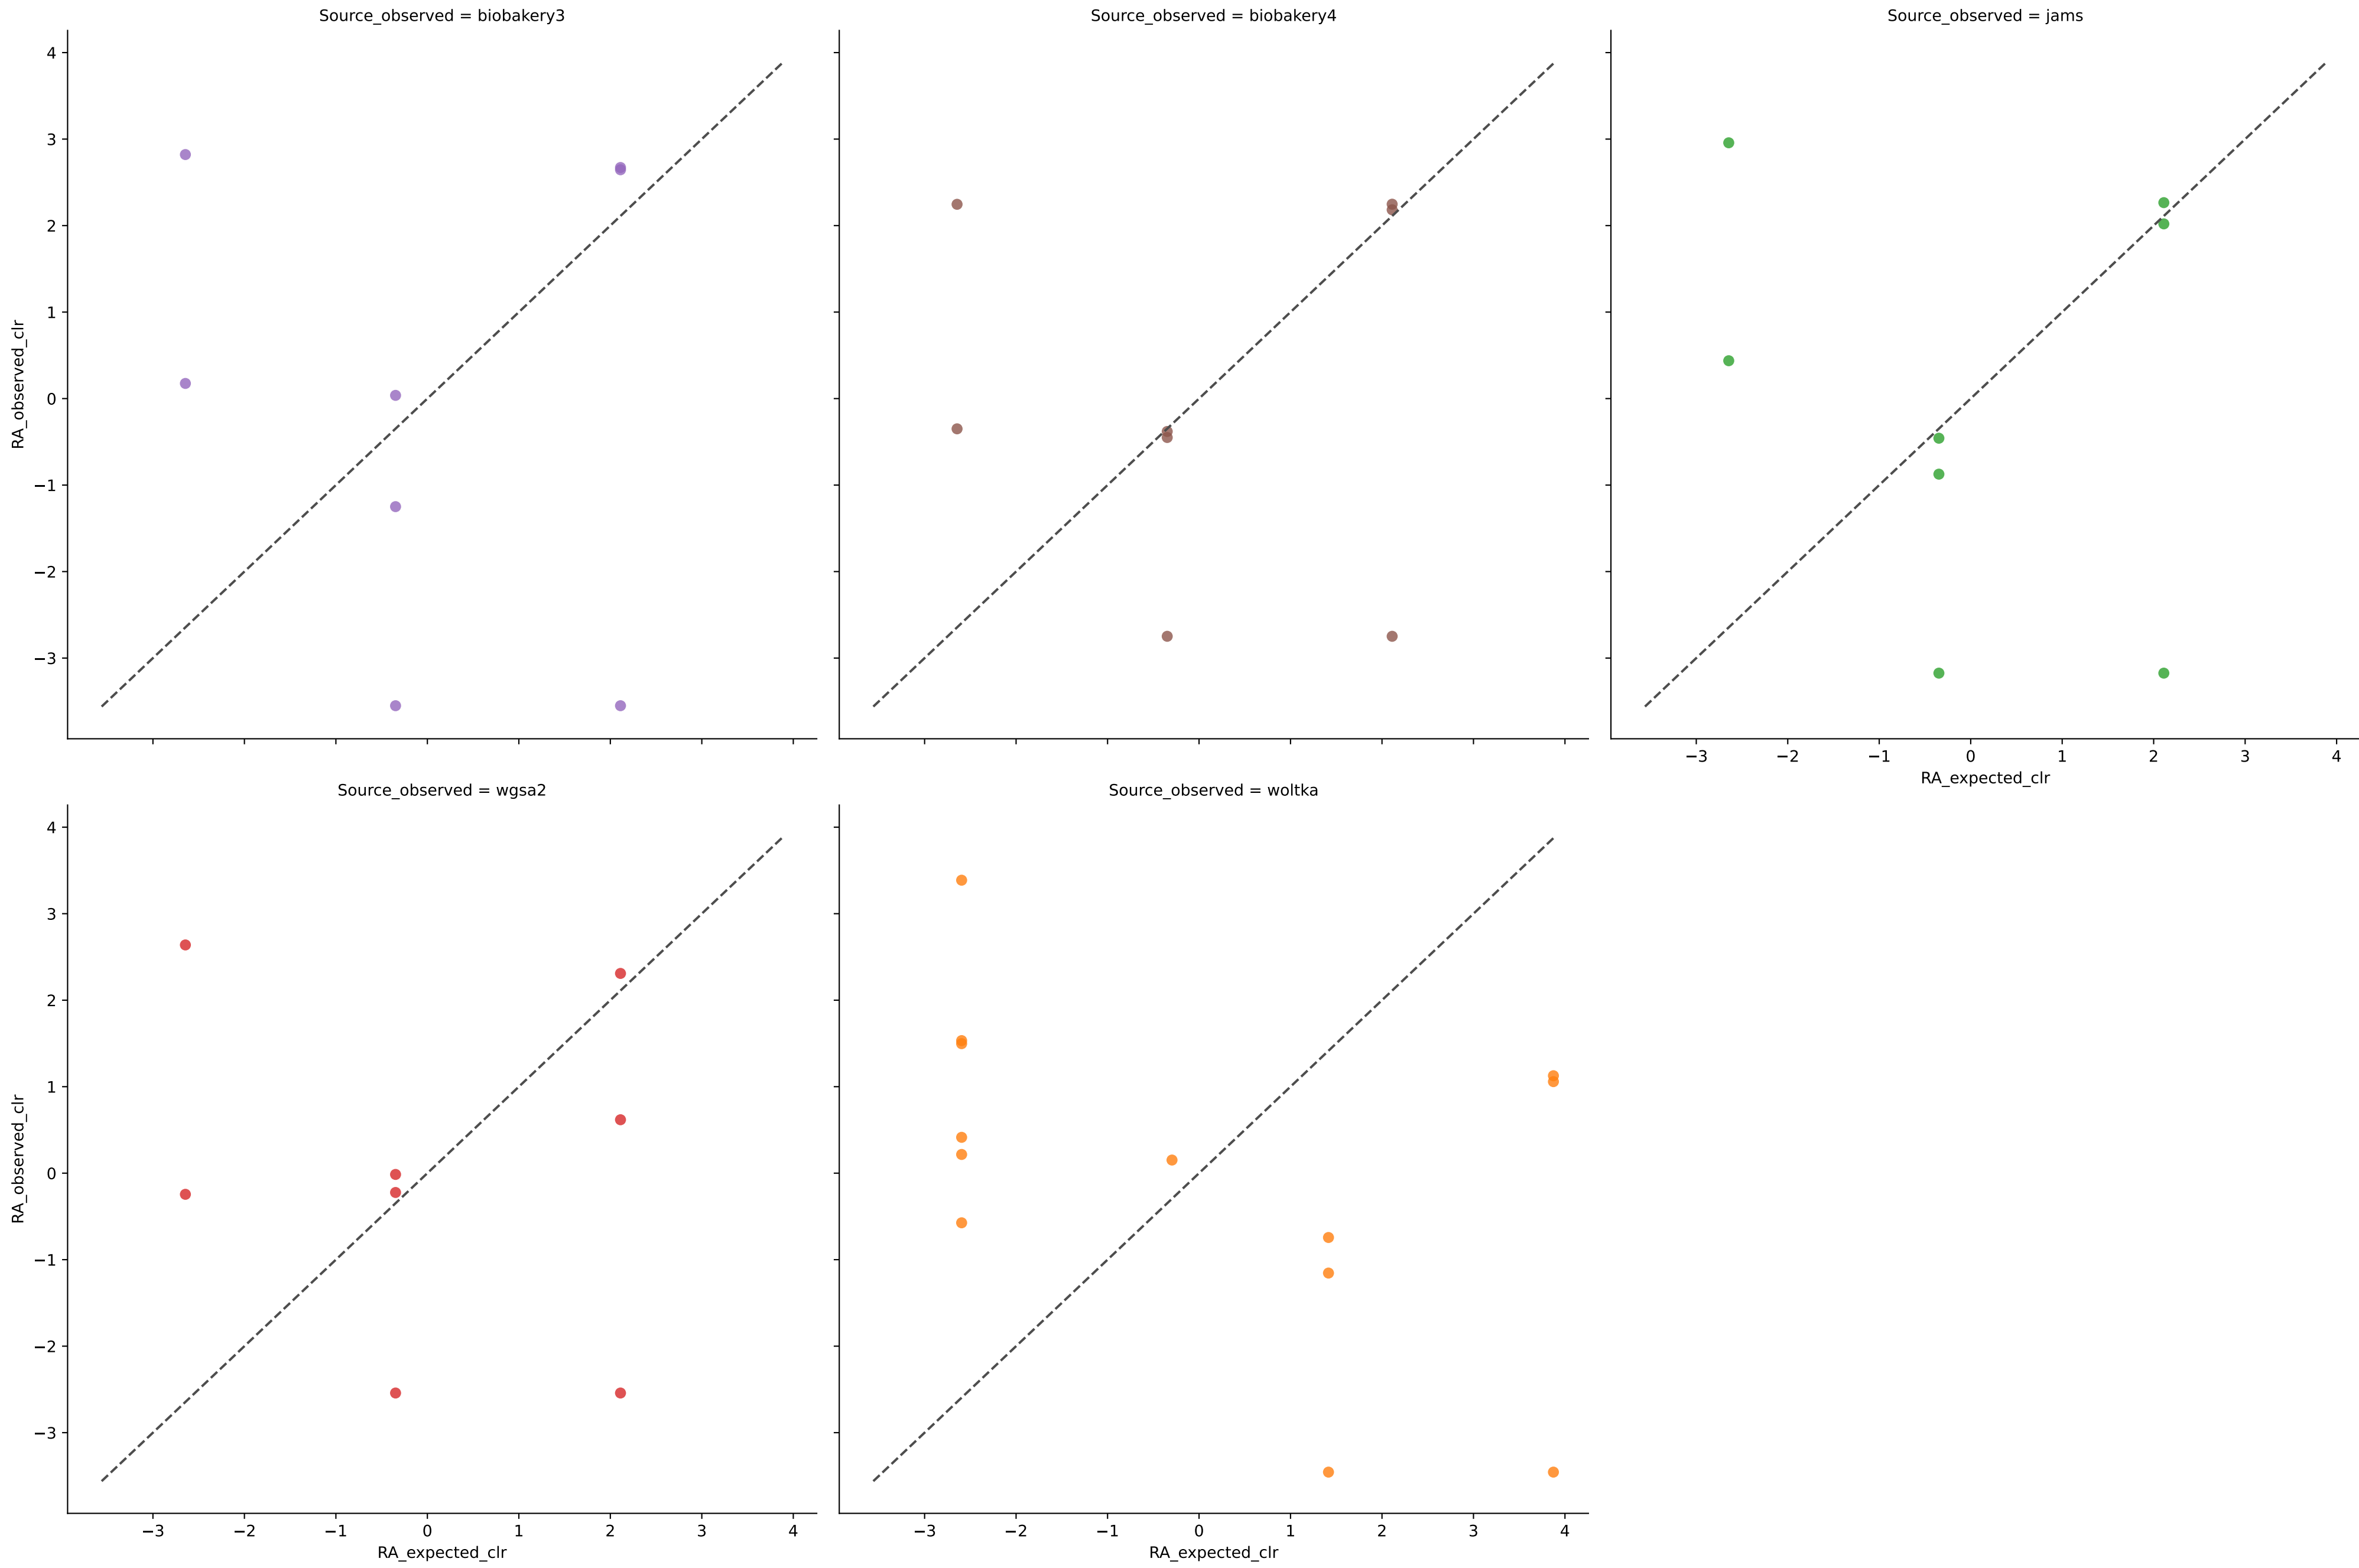 Source_observed = biobakery3
Source_observed = biobakery4
Source_observed = jams
RA_observed_clr
4
3
2
1
0
−1
−2
−3
−3 −2 −1 0 1 2 3 4
RA_expected_clr
Source_observed = wgsa2
Source_observed = woltka
RA_observed_clr
4
3
2
1
0
−1
−2
−3
−3 −2 −1 0 1 2 3 4
−3 −2 −1 0 1 2 3 4
RA_expected_clr
RA_expected_clr